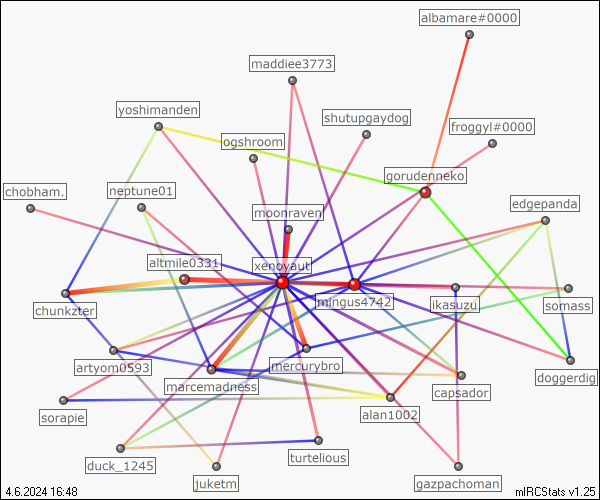 albamare#0000
maddiee3773
yoshimanden
shutupgaydog
froggyl#0000
ogshroom
gorudenneko
chobham.
neptune01
edgepanda
moonraven
altmile0331
xenovaut
mingus4742
ikasuzu
somass
chunkzter
artyom0593
mercurybro
marcemadness
capsador
doggerdig
sorapie
alan1002
duck_1245
turtelious
juketm
gazpachoman
4.6.2024 16:48
mIRCStats v1.25